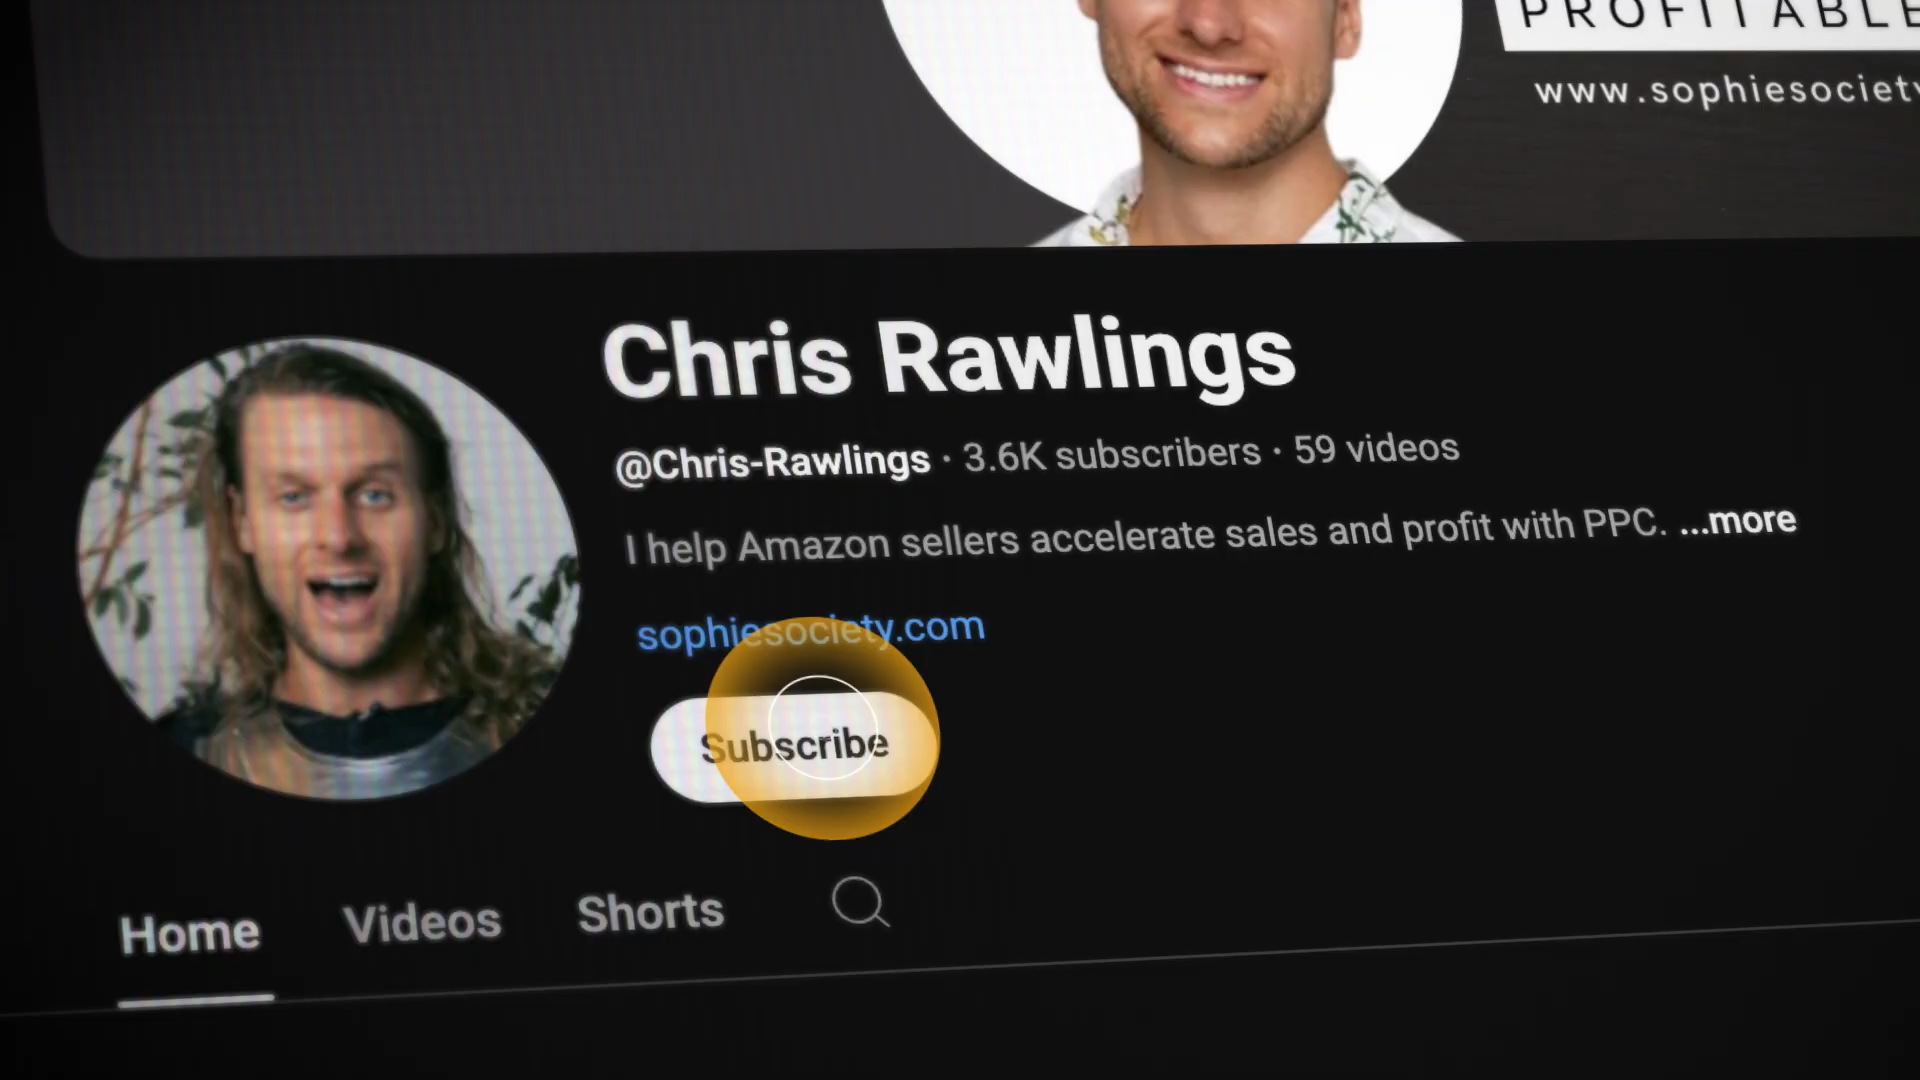 PROFITABLE
www.sophiesociety
Chris Rawlings
@Chris-Rawlings · 3.6K subscribers · 59 videos
I help Amazon sellers accelerate sales and profit with PPC. ...more
sophiesociety.com
Subscribe
Home Videos Shorts